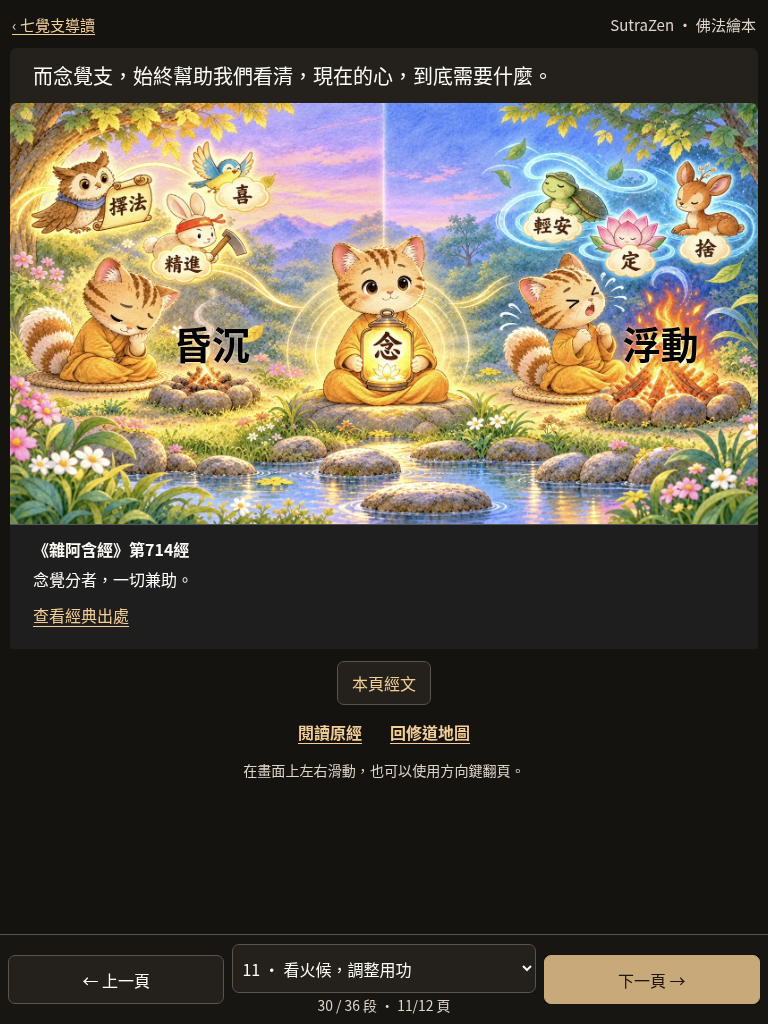 ‹ 七覺支導讀
SutraZen · 佛法繪本
而念覺支，始終幫助我們看清，現在的心，到底需要什麼。
擇法
喜
精進
輕安
定
捨
昏沉
念
浮動
《雜阿含經》第714經
念覺分者，一切兼助。
查看經典出處
本頁經文
閱讀原經
回修道地圖
在畫面上左右滑動，也可以使用方向鍵翻頁。
← 上一頁
11 · 看火候，調整用功
下一頁 →
30 / 36 段 · 11/12 頁